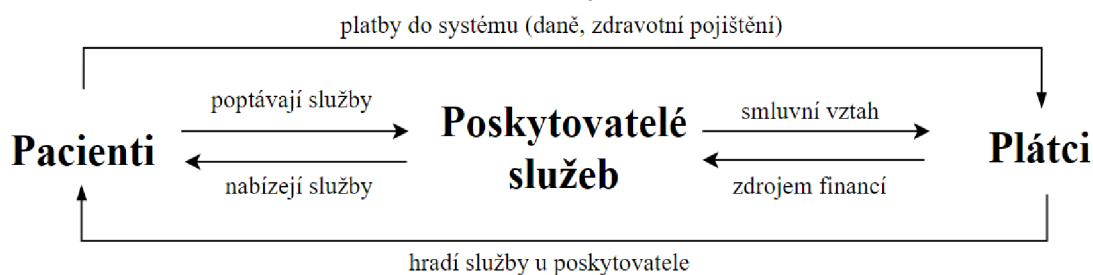 platby do systému (daně, zdravotní pojištění)
poptávají služby
smluvní vztah
Pacienti
Poskytovatelé
služeb
Plátci
nabízejí služby
zdrojem financí
hradí služby u poskytovatele